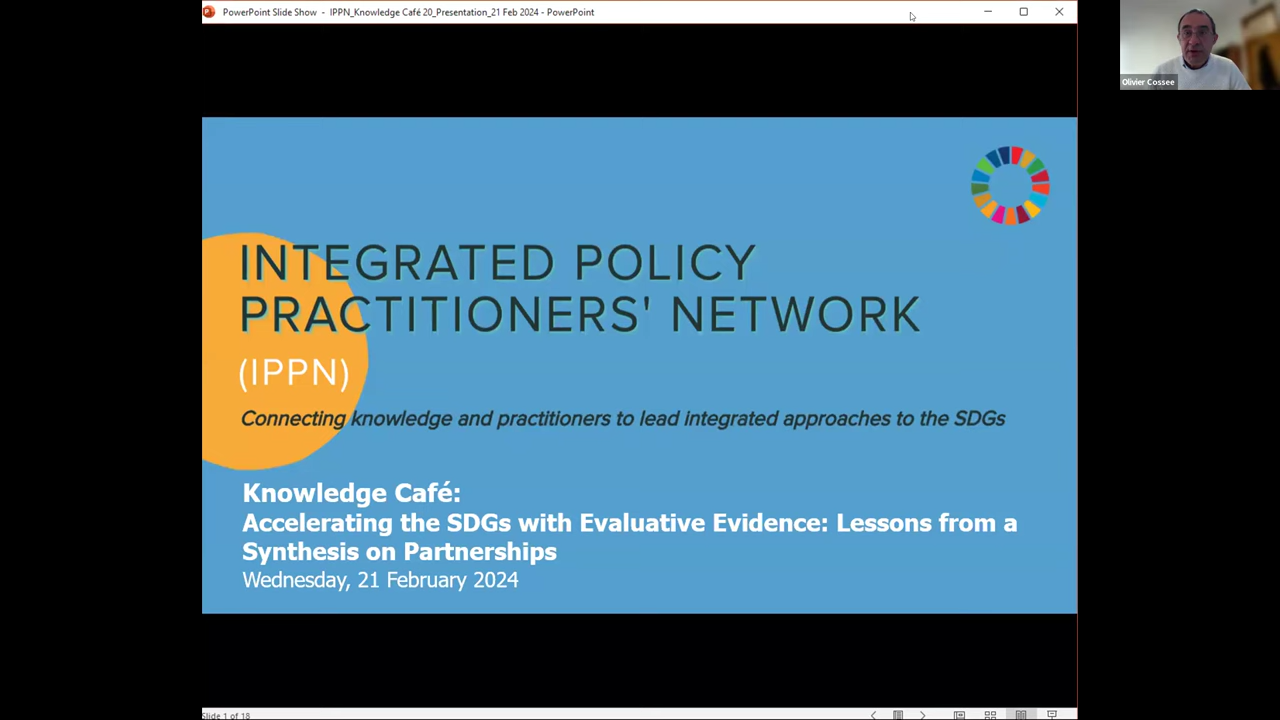 PowerPoint Slide Show - IPPN_Knowledge Café 20_Presentation_21 Feb 2024 - PowerPoint
Olivier Cossee
INTEGRATED POLICY
PRACTITIONERS' NETWORK
(IPPN)
Connecting knowledge and practitioners to lead integrated approaches to the SDGs
Knowledge Café:
Accelerating the SDGs with Evaluative Evidence: Lessons from a
Synthesis on Partnerships
Wednesday, 21 February 2024
Slide 1 of 18